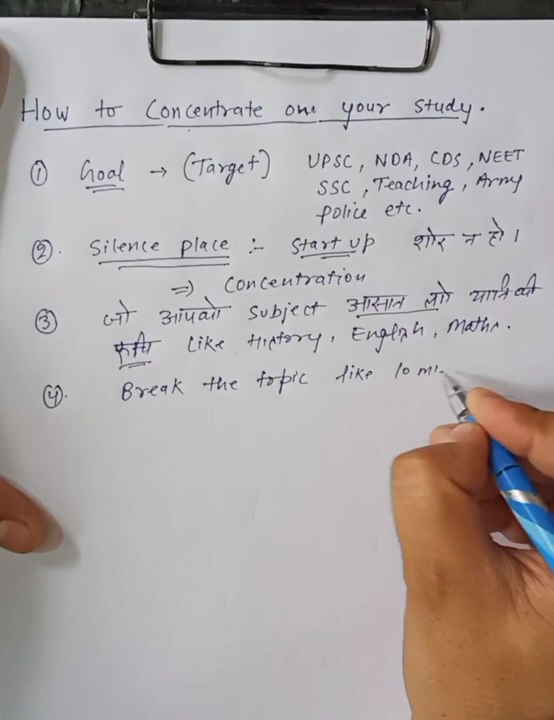 How to Concentrate one your study.
① Goal → (Target) UPSC, NDA, CDS, NEET
SSC, Teaching, Army
police etc.
②. Silence place :- Start up शोर न हो।
⇒ Concentration
③ जो आपको subject आसान लगे यानि की
रूचि Like History, English, Maths.
④. Break the topic like 10 mi